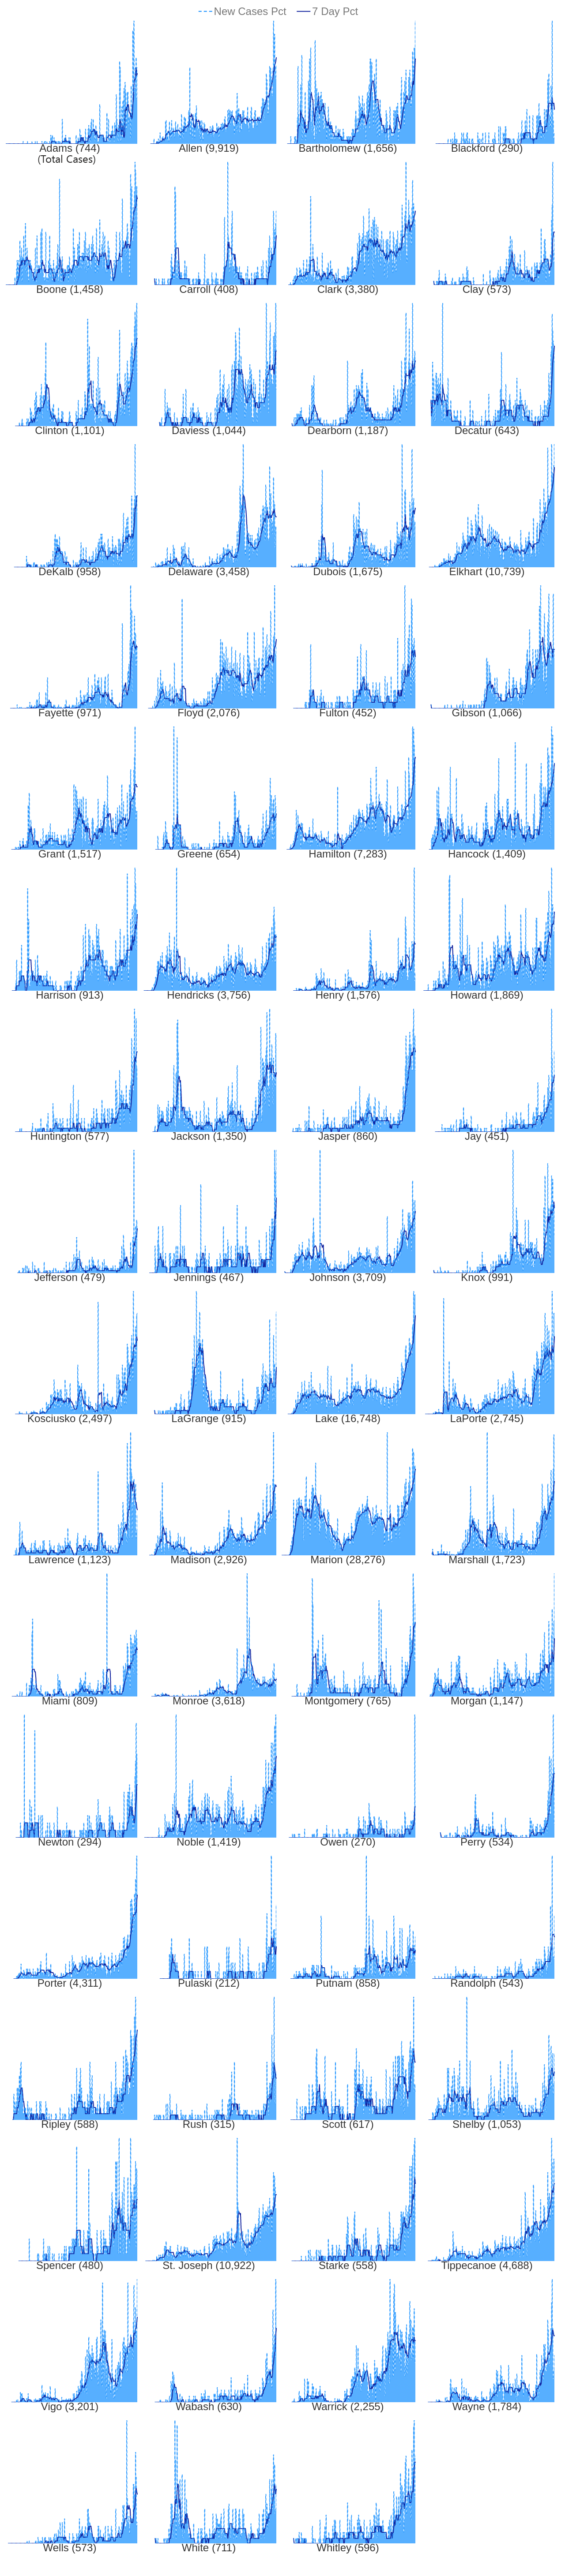 New Cases Pct 7 Day Pct
Adams (744) Allen (9,919) Bartholomew (1,656) Blackford (290)
(Total Cases)
Boone (1,458) Carroll (408) Clark (3,380) Clay (573)
Clinton (1,101) Daviess (1,044) Dearborn (1,187) Decatur (643)
DeKalb (958) Delaware (3,458) Dubois (1,675) Elkhart (10,739)
Fayette (971) Floyd (2,076) Fulton (452) Gibson (1,066)
Grant (1,517) Greene (654) Hamilton (7,283) Hancock (1,409)
Harrison (913) Hendricks (3,756) Henry (1,576) Howard (1,869)
Huntington (577) Jackson (1,350) Jasper (860) Jay (451)
Jefferson (479) Jennings (467) Johnson (3,709) Knox (991)
Kosciusko (2,497) LaGrange (915) Lake (16,748) LaPorte (2,745)
Lawrence (1,123) Madison (2,926) Marion (28,276) Marshall (1,723)
Miami (809) Monroe (3,618) Montgomery (765) Morgan (1,147)
Newton (294) Noble (1,419) Owen (270) Perry (534)
Porter (4,311) Pulaski (212) Putnam (858) Randolph (543)
Ripley (588) Rush (315) Scott (617) Shelby (1,053)
Spencer (480) St. Joseph (10,922) Starke (558) Tippecanoe (4,688)
Vigo (3,201) Wabash (630) Warrick (2,255) Wayne (1,784)
Wells (573) White (711) Whitley (596)